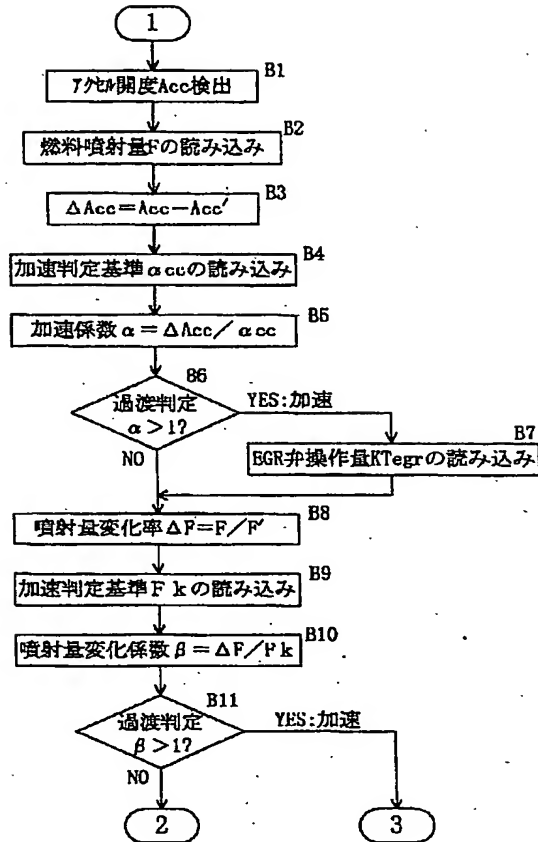 1
B1
アクセル開度Acc検出
B2
燃料噴射量Fの読み込み
B3
ΔAcc=Acc-Acc′
B4
加速判定基準αccの読み込み
B5
加速係数α=ΔAcc/αcc
B6
過渡判定
α>1?
YES:加速
NO
B7
EGR弁操作量KTegrの読み込み
B8
噴射量変化率ΔF=F/F′
B9
加速判定基準Fkの読み込み
B10
噴射量変化係数β=ΔF/Fk
B11
過渡判定
β>1?
YES:加速
NO
2
3